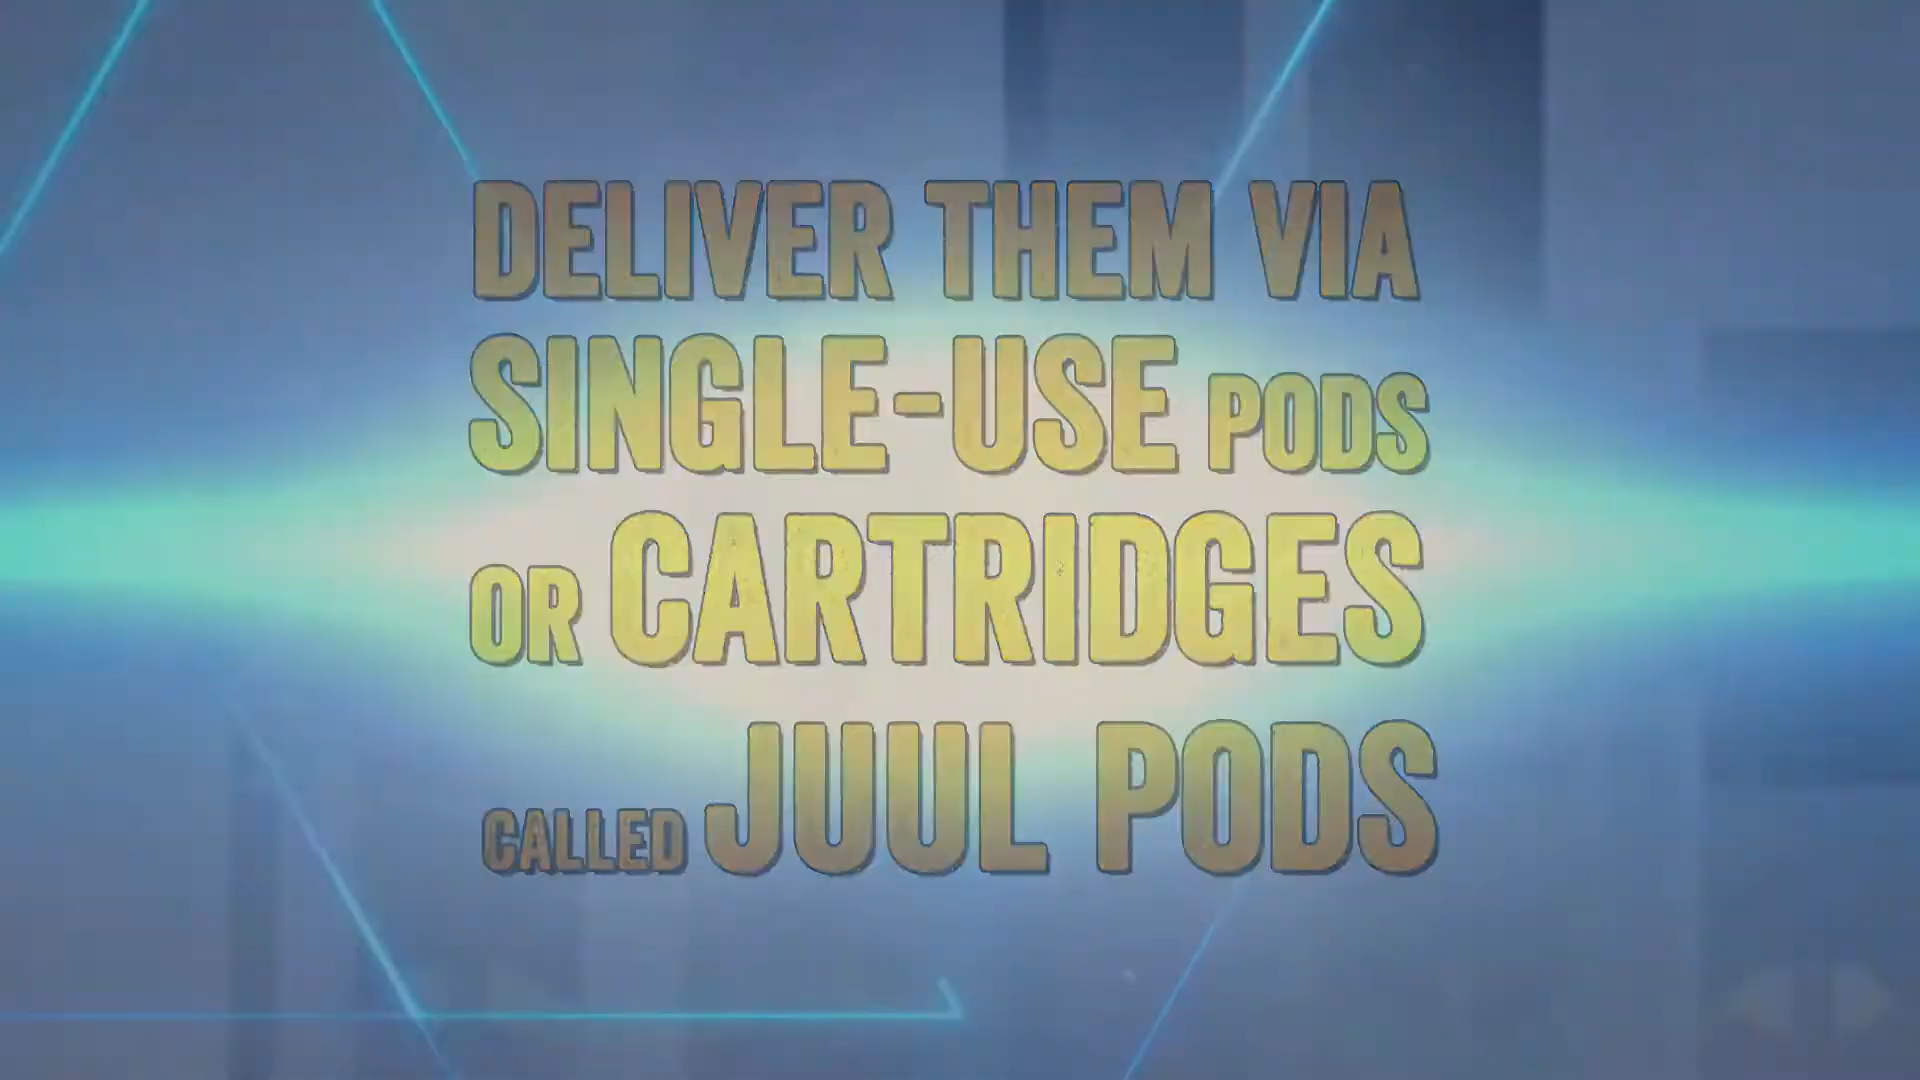 DELIVER THEM VIA
SINGLE-USE PODS
OR CARTRIDGES
CALLED JUUL PODS